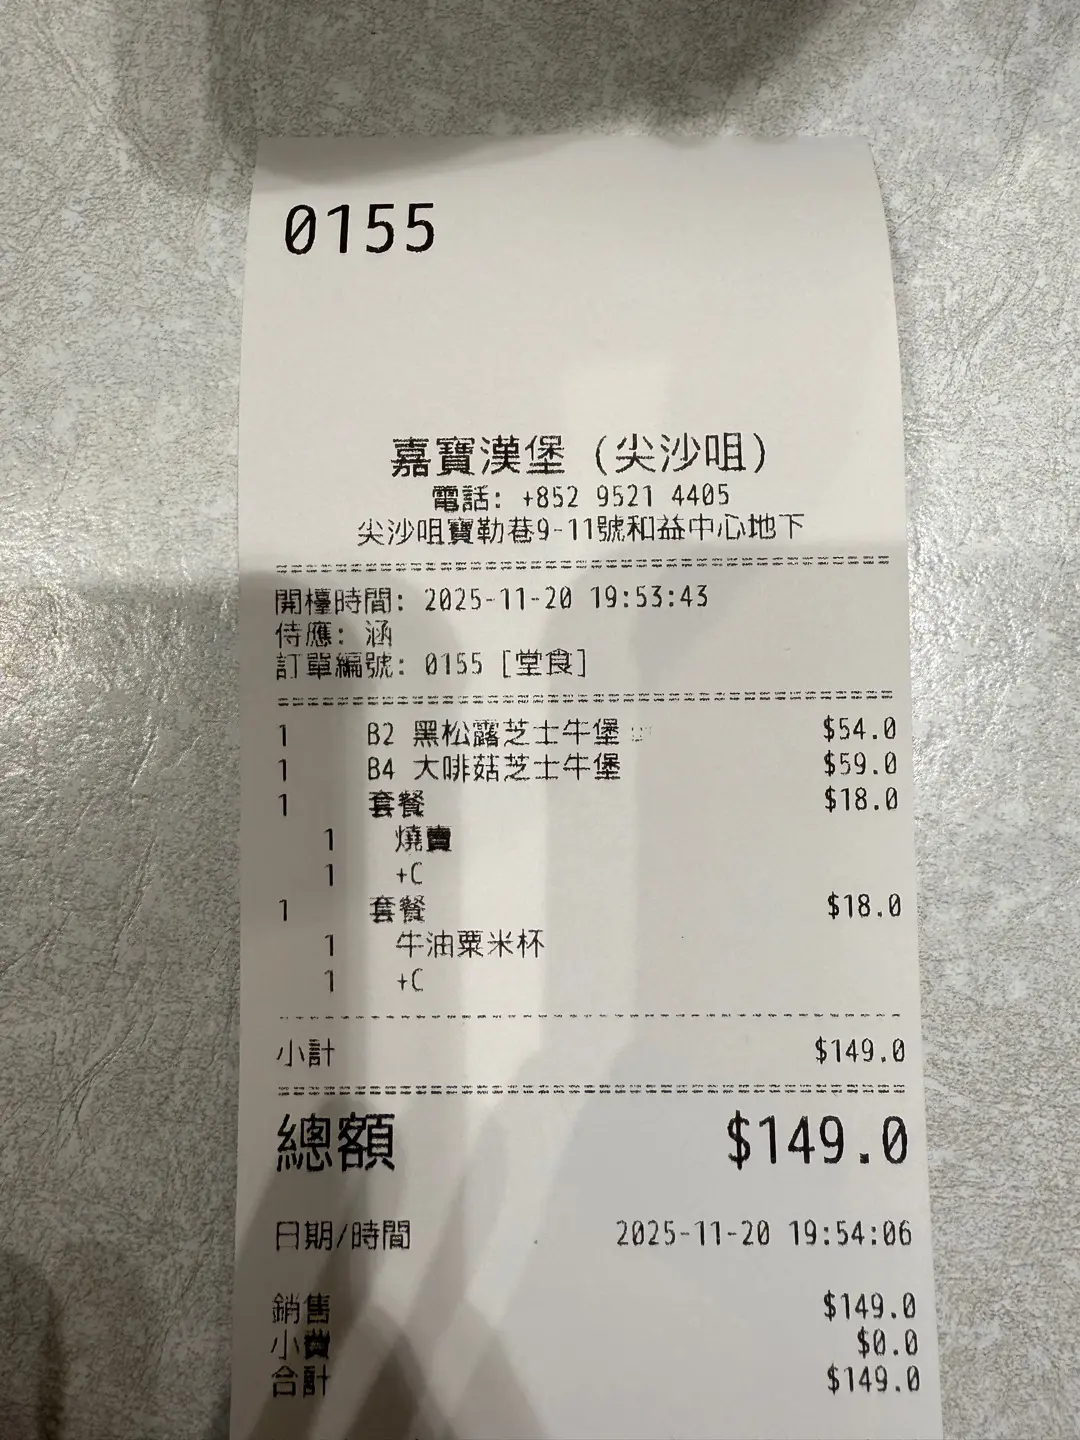 0155
嘉寶漢堡 (尖沙咀)
電話: +852 9521 4405
尖沙咀寶勒巷9-11號和益中心地下
開檯時間: 2025-11-20 19:53:43
侍應: 涵
訂單編號: 0155 [堂食]
1 B2 黑松露芝士牛堡 $54.0
1 B4 大啡菇芝士牛堡 $59.0
1 套餐 $18.0
1 燒賣
1 +C
1 套餐 $18.0
1 牛油粟米杯
1 +C
小計 $149.0
總額 $149.0
日期/時間 2025-11-20 19:54:06
銷售 $149.0
小費 $0.0
合計 $149.0